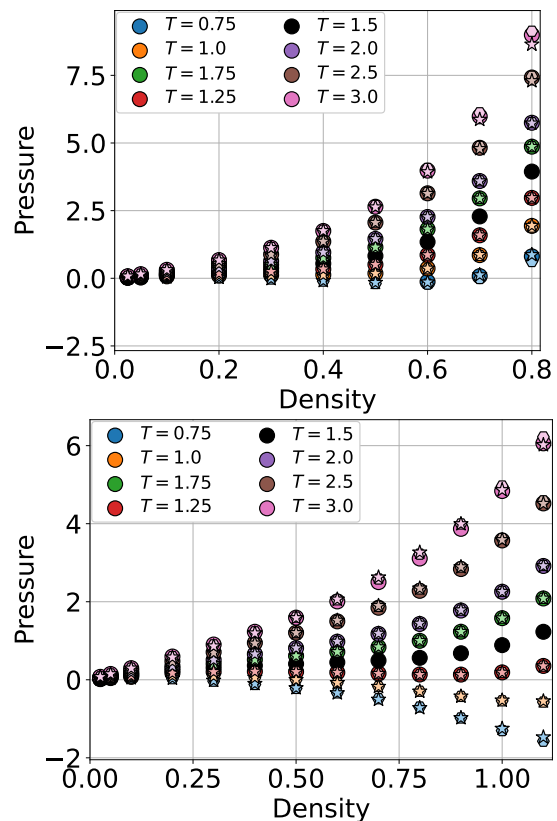 T = 0.75 T = 1.5
T = 1.0 T = 2.0
T = 1.75 T = 2.5
T = 1.25 T = 3.0
7.5
5.0
2.5
0.0
−2.5
Pressure
0.0 0.2 0.4 0.6 0.8
Density
T = 0.75 T = 1.5
T = 1.0 T = 2.0
T = 1.75 T = 2.5
T = 1.25 T = 3.0
6
4
2
0
−2
Pressure
0.00 0.25 0.50 0.75 1.00
Density